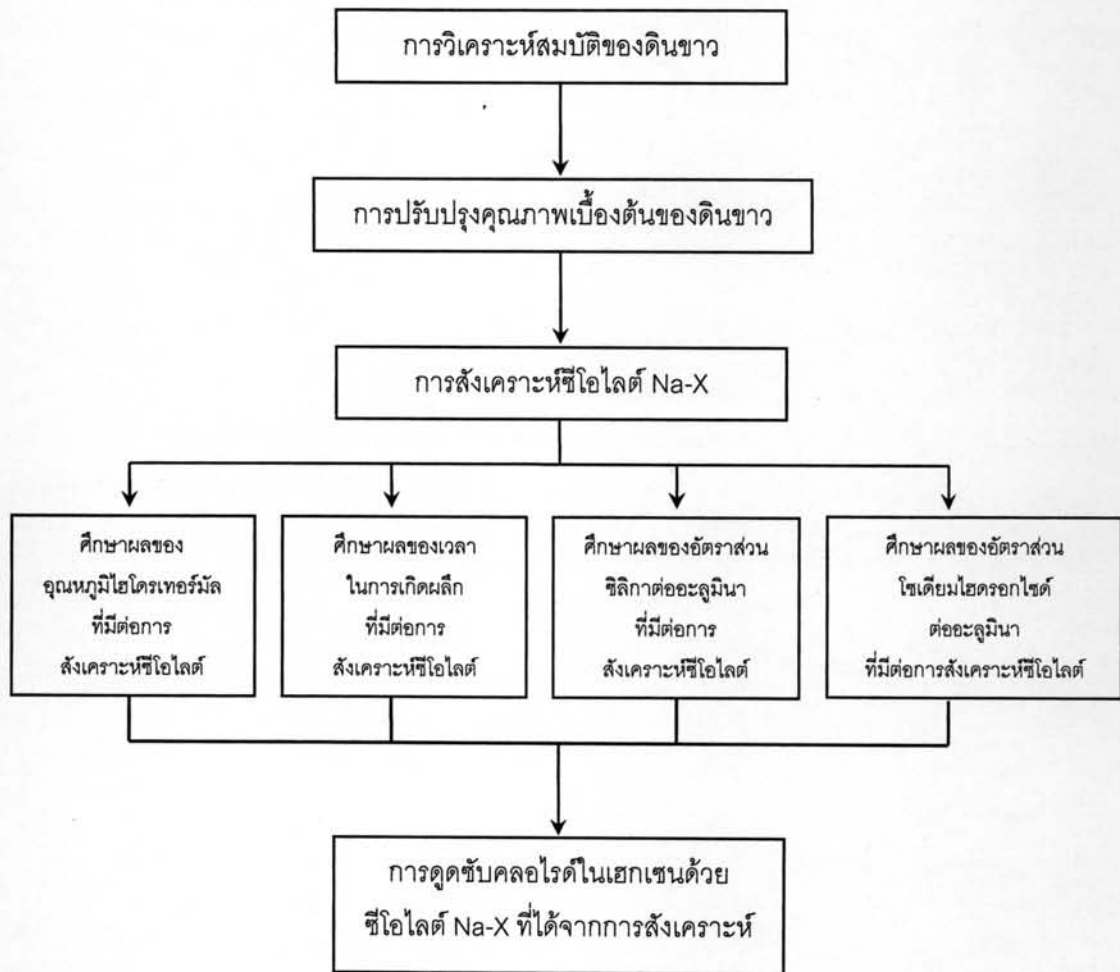 การวิเคราะห์สมบัติของดินขาว
การปรับปรุงคุณภาพเบื้องต้นของดินขาว
การสังเคราะห์ซีโอไลต์ Na-X
ศึกษาผลของ
อุณหภูมิไฮโดรเทอร์มัล
ที่มีต่อการ
สังเคราะห์ซีโอไลต์
ศึกษาผลของเวลา
ในการเกิดผลึก
ที่มีต่อการ
สังเคราะห์ซีโอไลต์
ศึกษาผลของอัตราส่วน
ซิลิกาต่ออะลูมินา
ที่มีต่อการ
สังเคราะห์ซีโอไลต์
ศึกษาผลของอัตราส่วน
โซเดียมไฮดรอกไซด์
ต่ออะลูมินา
ที่มีต่อการสังเคราะห์ซีโอไลต์
การดูดซับคลอไรด์ในเฮกเซนด้วย
ซีโอไลต์ Na-X ที่ได้จากการสังเคราะห์